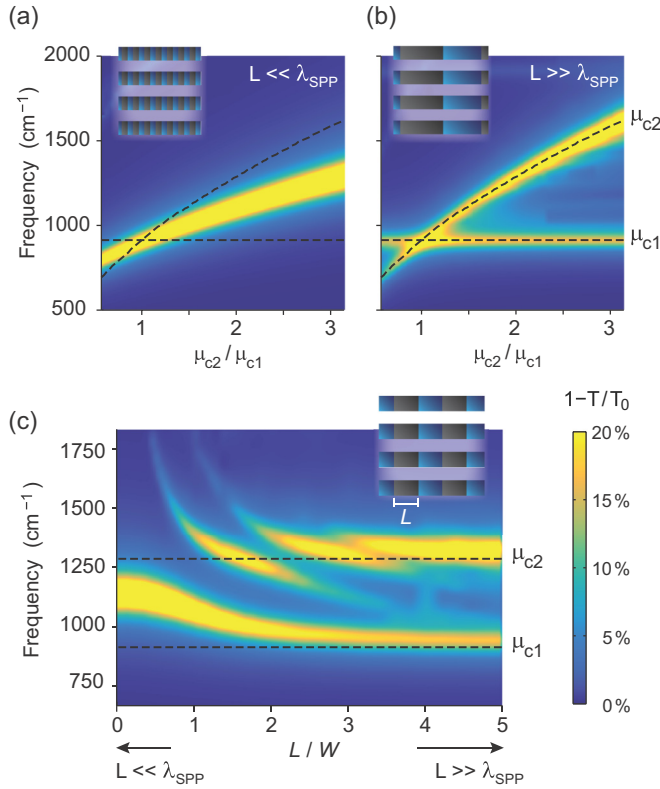 (a)
L << λSPP
2000
1500
1000
500
Frequency (cm−1)
1
2
3
μc2 / μc1
(b)
L >> λSPP
μc2
μc1
1
2
3
μc2 / μc1
(c)
L
1750
1500
1250
1000
750
Frequency (cm−1)
μc2
μc1
0
1
2
3
4
5
L / W
L << λSPP
L >> λSPP
1−T/T0
20%
15%
10%
5%
0%